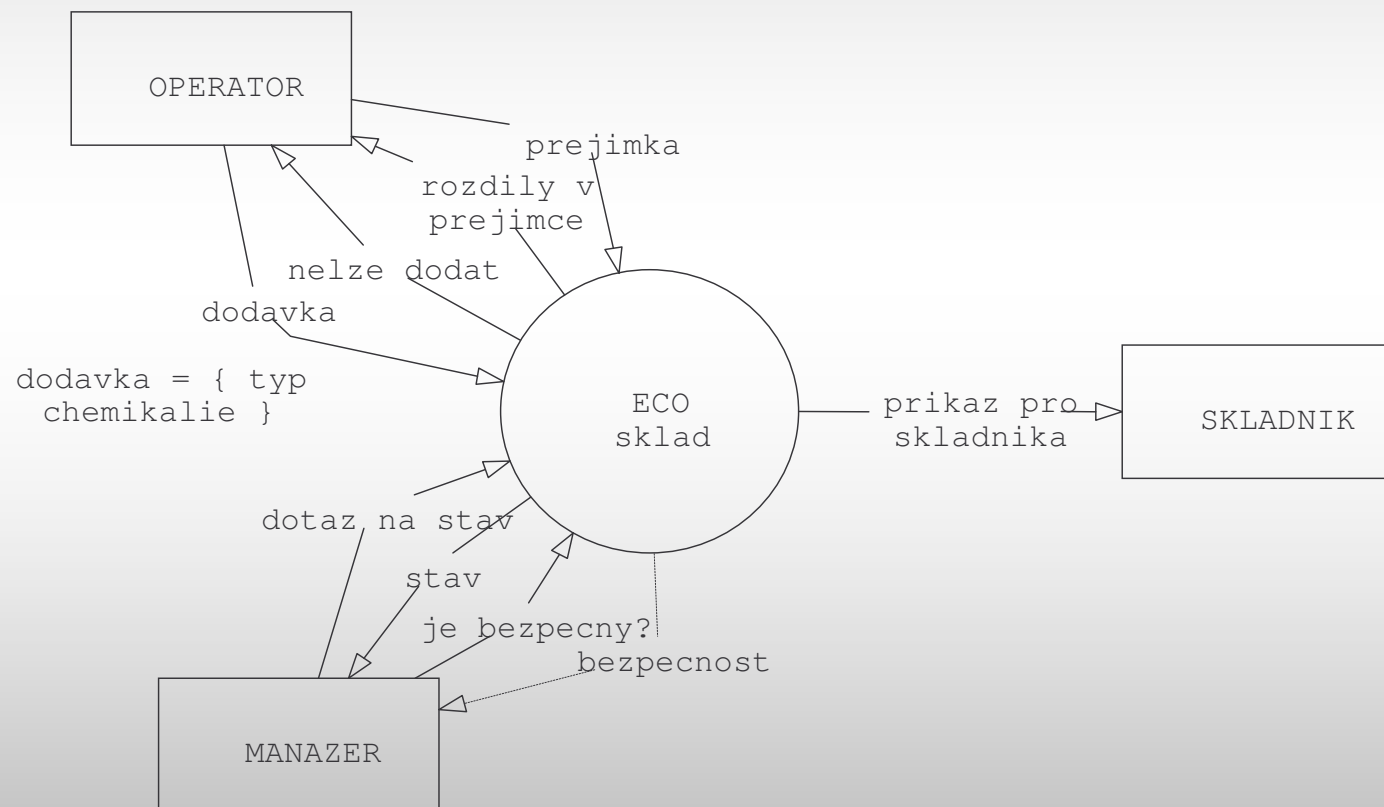 OPERATOR
prejimka
rozdily v
prejimce
nelze dodat
dodavka
dodavka = { typ
chemikalie }
ECO
sklad
prikaz pro
skladnika
SKLADNIK
dotaz na stav
stav
je bezpecny?
bezpecnost
MANAZER